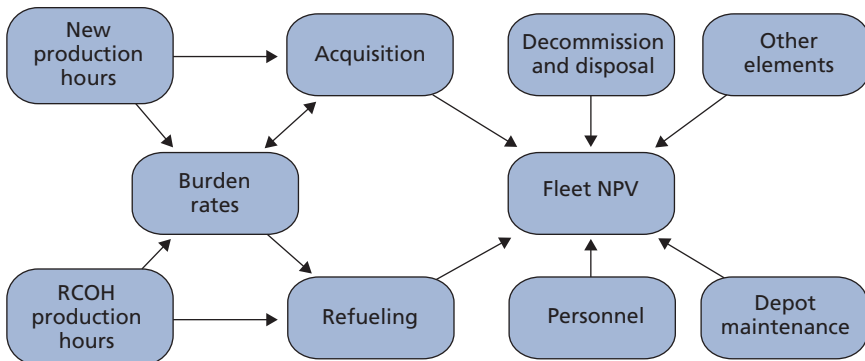 New
production
hours
Acquisition
Decommission
and disposal
Other
elements
Burden
rates
Fleet NPV
RCOH
production
hours
Refueling
Personnel
Depot
maintenance